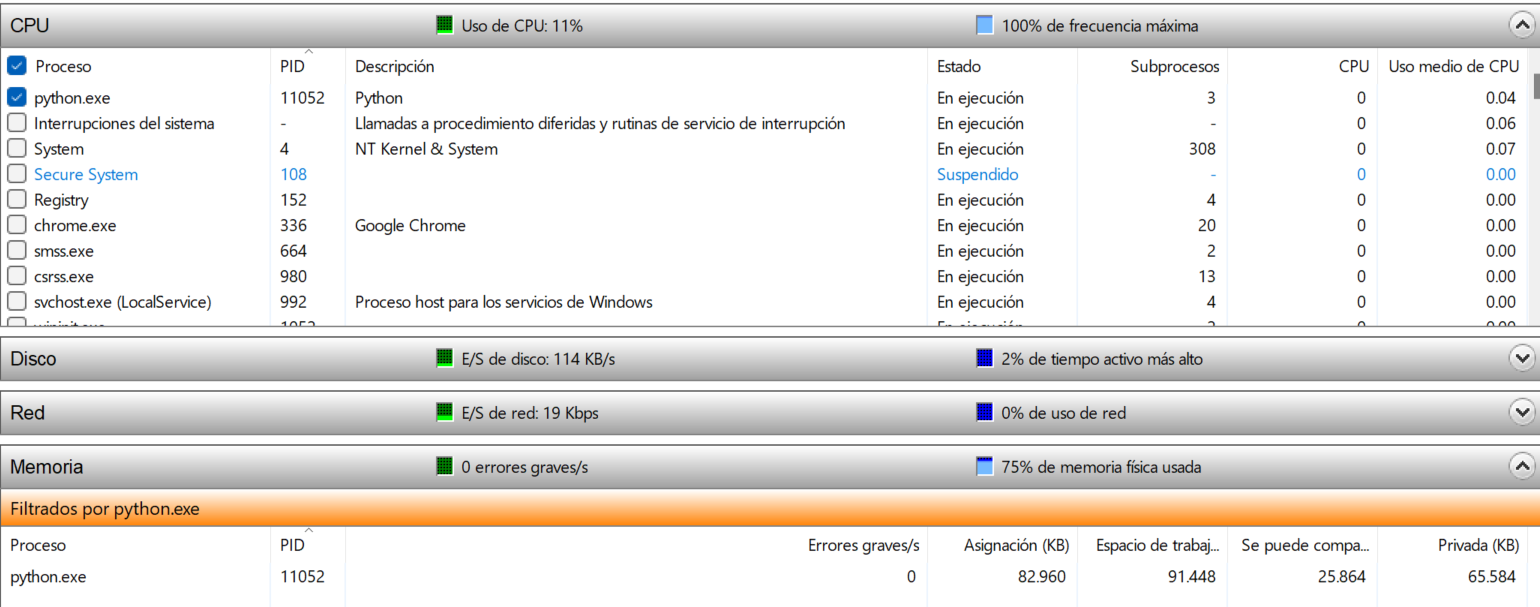 CPU Uso de CPU: 11% 100% de frecuencia máxima
Proceso PID Descripción Estado Subprocesos CPU Uso medio de CPU
python.exe 11052 Python En ejecución 3 0 0.04
Interrupciones del sistema - Llamadas a procedimiento diferidas y rutinas de servicio de interrupción En ejecución - 0 0.06
System 4 NT Kernel & System En ejecución 308 0 0.07
Secure System 108 Suspendido - 0 0.00
Registry 152 En ejecución 4 0 0.00
chrome.exe 336 Google Chrome En ejecución 20 0 0.00
smss.exe 664 En ejecución 2 0 0.00
csrss.exe 980 En ejecución 13 0 0.00
svchost.exe (LocalService) 992 Proceso host para los servicios de Windows En ejecución 4 0 0.00
Disco E/S de disco: 114 KB/s 2% de tiempo activo más alto
Red E/S de red: 19 Kbps 0% de uso de red
Memoria 0 errores graves/s 75% de memoria física usada
Filtrados por python.exe
Proceso PID Errores graves/s Asignación (KB) Espacio de trabaj... Se puede compa... Privada (KB)
python.exe 11052 0 82.960 91.448 25.864 65.584